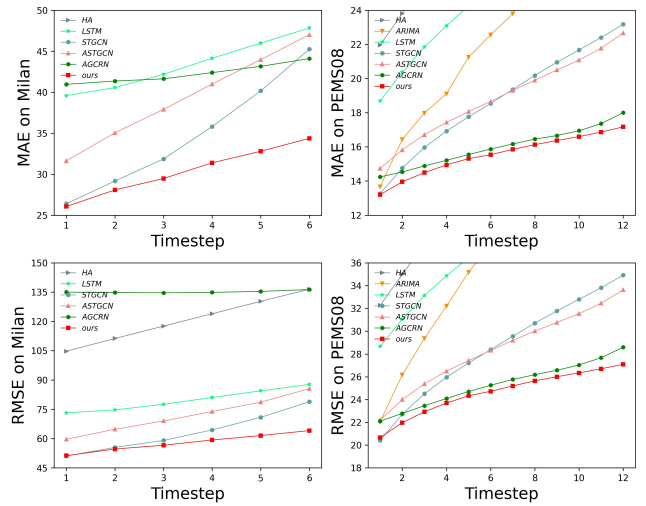 MAE on Milan
50
45
40
35
30
25
HA
LSTM
STGCN
ASTGCN
AGCRN
ours
1 2 3 4 5 6
Timestep
MAE on PEMS08
24
22
20
18
16
14
12
HA
ARIMA
LSTM
STGCN
ASTGCN
AGCRN
ours
2 4 6 8 10 12
Timestep
RMSE on Milan
150
135
120
105
90
75
60
45
HA
LSTM
STGCN
ASTGCN
AGCRN
ours
1 2 3 4 5 6
Timestep
RMSE on PEMS08
36
34
32
30
28
26
24
22
20
18
HA
ARIMA
LSTM
STGCN
ASTGCN
AGCRN
ours
2 4 6 8 10 12
Timestep